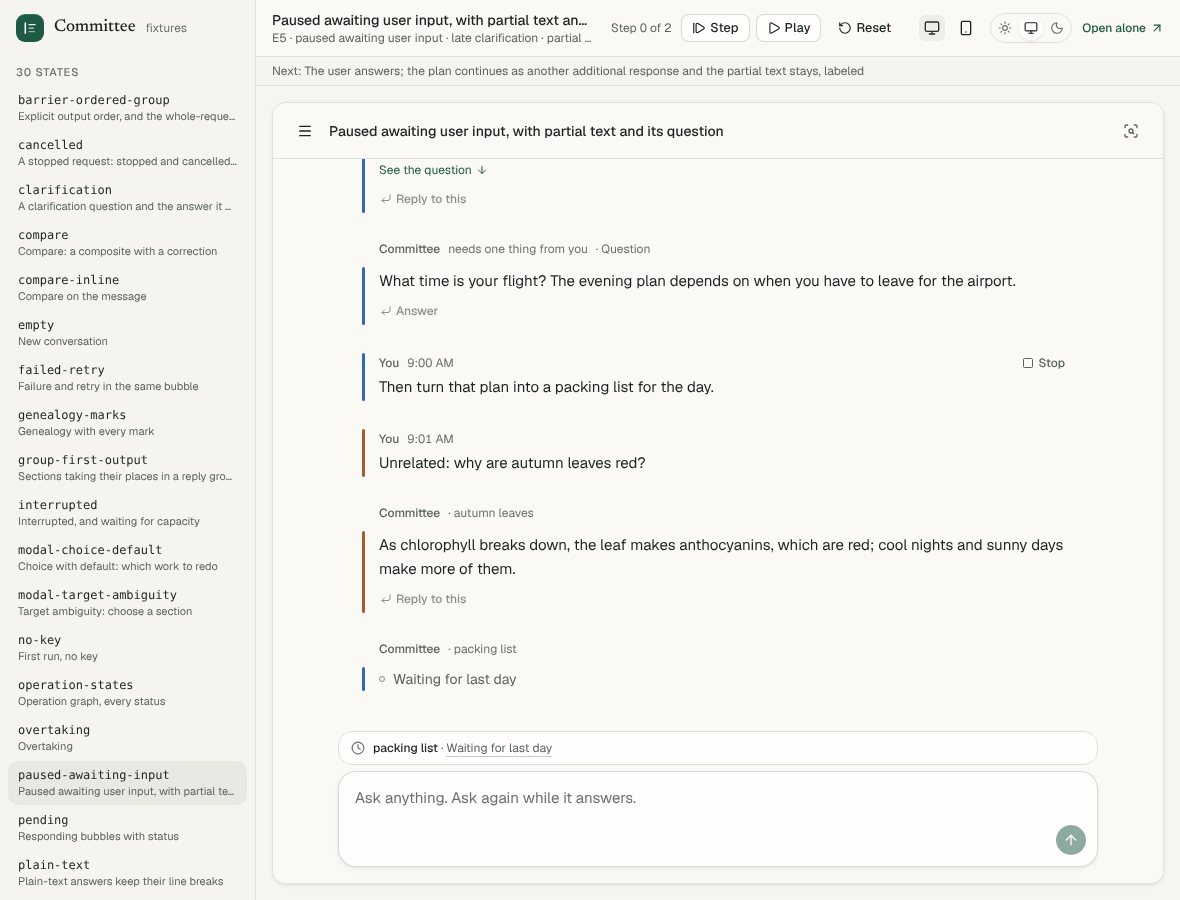 Committee fixtures
30 STATES
barrier-ordered-group
Explicit output order, and the whole-reque...
cancelled
A stopped request: stopped and cancelled...
clarification
A clarification question and the answer it ...
compare
Compare: a composite with a correction
compare-inline
Compare on the message
empty
New conversation
failed-retry
Failure and retry in the same bubble
genealogy-marks
Genealogy with every mark
group-first-output
Sections taking their places in a reply gro...
interrupted
Interrupted, and waiting for capacity
modal-choice-default
Choice with default: which work to redo
modal-target-ambiguity
Target ambiguity: choose a section
no-key
First run, no key
operation-states
Operation graph, every status
overtaking
Overtaking
paused-awaiting-input
Paused awaiting user input, with partial te...
pending
Responding bubbles with status
plain-text
Plain-text answers keep their line breaks
Paused awaiting user input, with partial text an...
E5 · paused awaiting user input · late clarification · partial ...
Step 0 of 2
Step
Play
Reset
Open alone
Next: The user answers; the plan continues as another additional response and the partial text stays, labeled
Paused awaiting user input, with partial text and its question
See the question
Reply to this
Committee needs one thing from you · Question
What time is your flight? The evening plan depends on when you have to leave for the airport.
Answer
You 9:00 AM
Stop
Then turn that plan into a packing list for the day.
You 9:01 AM
Unrelated: why are autumn leaves red?
Committee · autumn leaves
As chlorophyll breaks down, the leaf makes anthocyanins, which are red; cool nights and sunny days
make more of them.
Reply to this
Committee · packing list
Waiting for last day
packing list · Waiting for last day
Ask anything. Ask again while it answers.